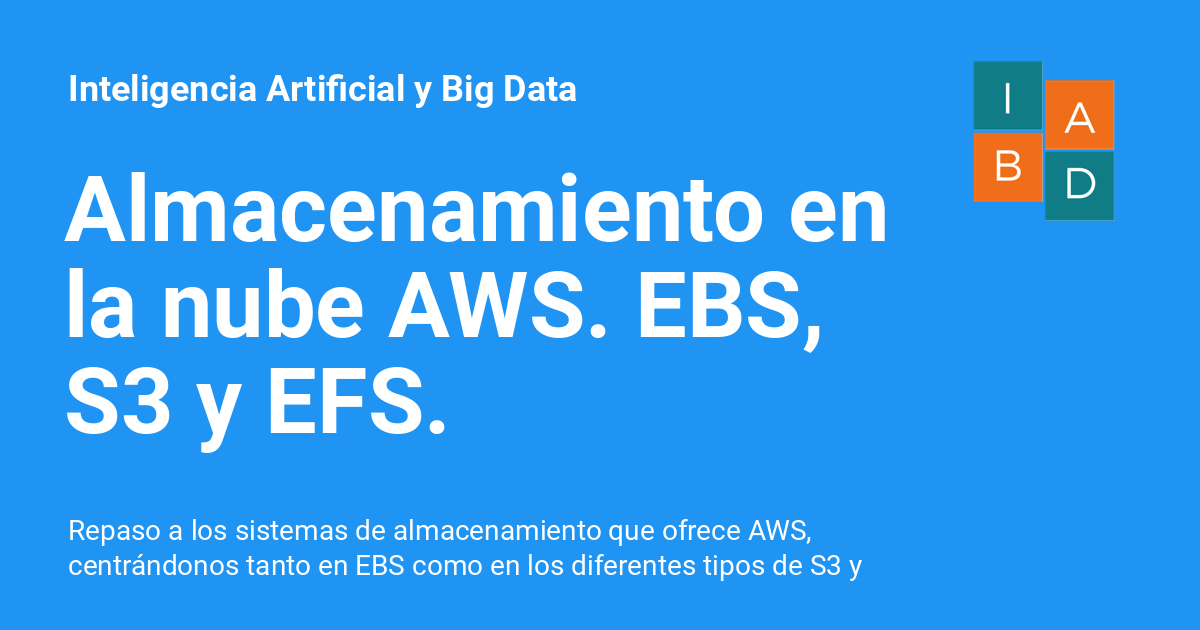 Inteligencia Artificial y Big Data
I
A
B
D
Almacenamiento en
la nube AWS. EBS,
S3 y EFS.
Repaso a los sistemas de almacenamiento que ofrece AWS,
centrándonos tanto en EBS como en los diferentes tipos de S3 y